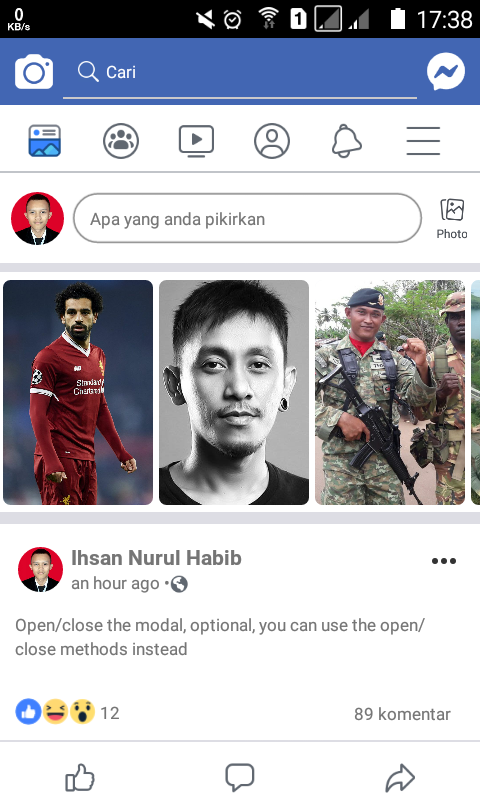 0
KB/s
1
17:38
Cari
Apa yang anda pikirkan
Photo
Standard
Chartered
Ihsan Nurul Habib
an hour ago •
Open/close the modal, optional, you can use the open/
close methods instead
12
89 komentar